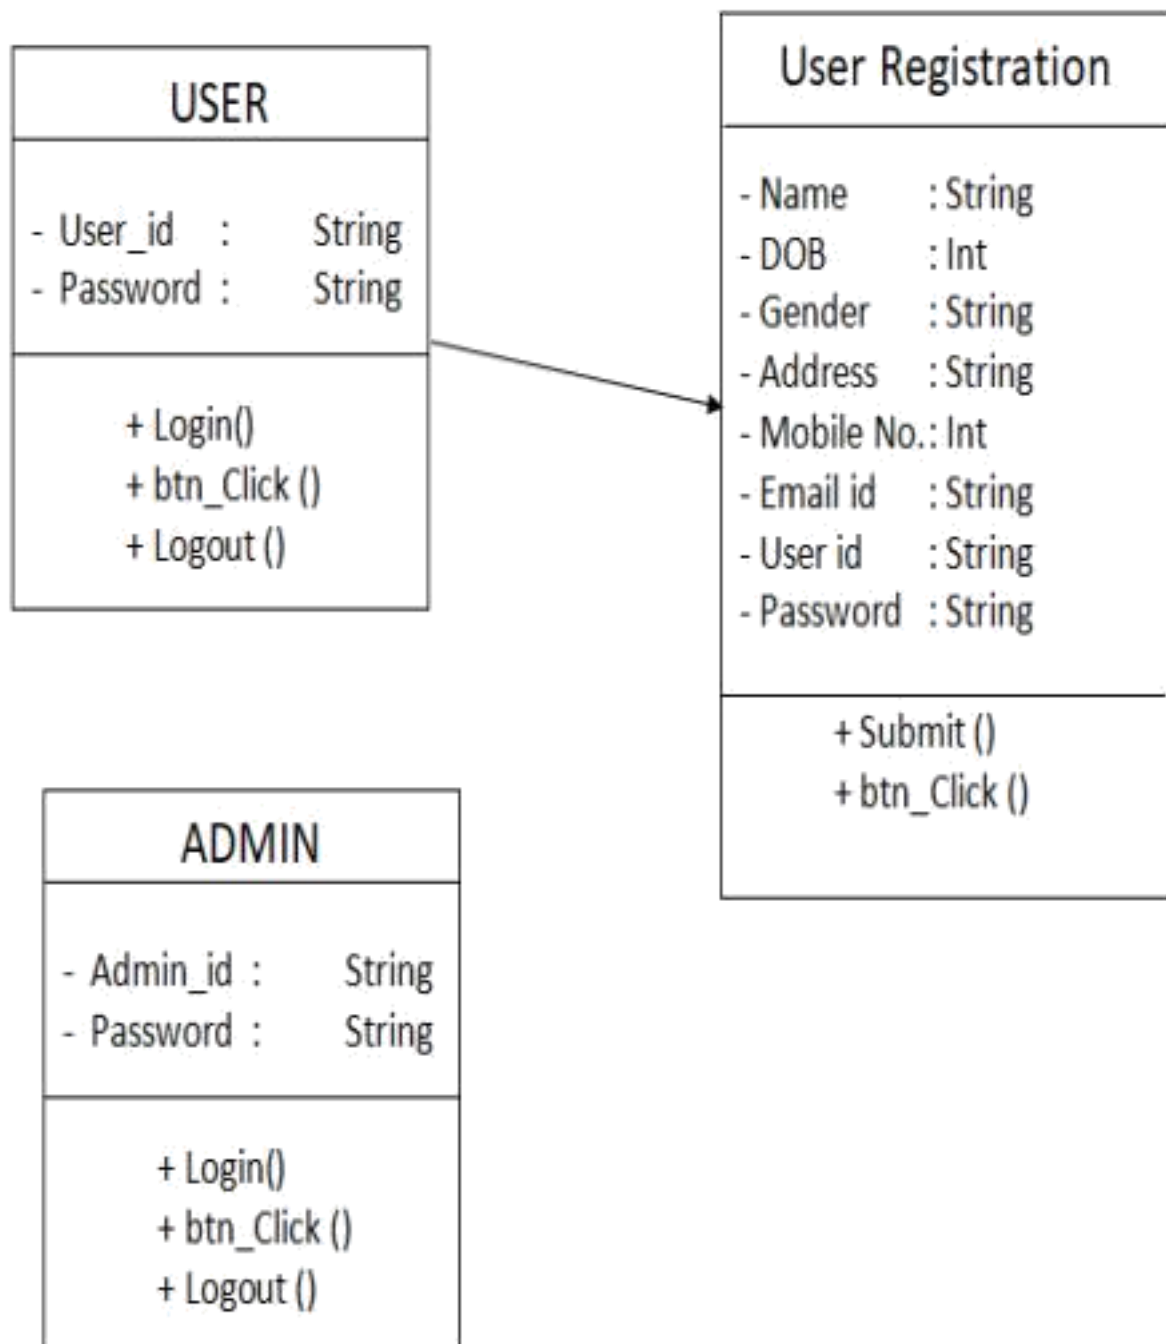 USER
- User_id : String
- Password : String
+ Login()
+ btn_Click ()
+ Logout ()
User Registration
- Name : String
- DOB : Int
- Gender : String
- Address : String
- Mobile No.: Int
- Email id : String
- User id : String
- Password : String
+ Submit ()
+ btn_Click ()
ADMIN
- Admin_id : String
- Password : String
+ Login()
+ btn_Click ()
+ Logout ()